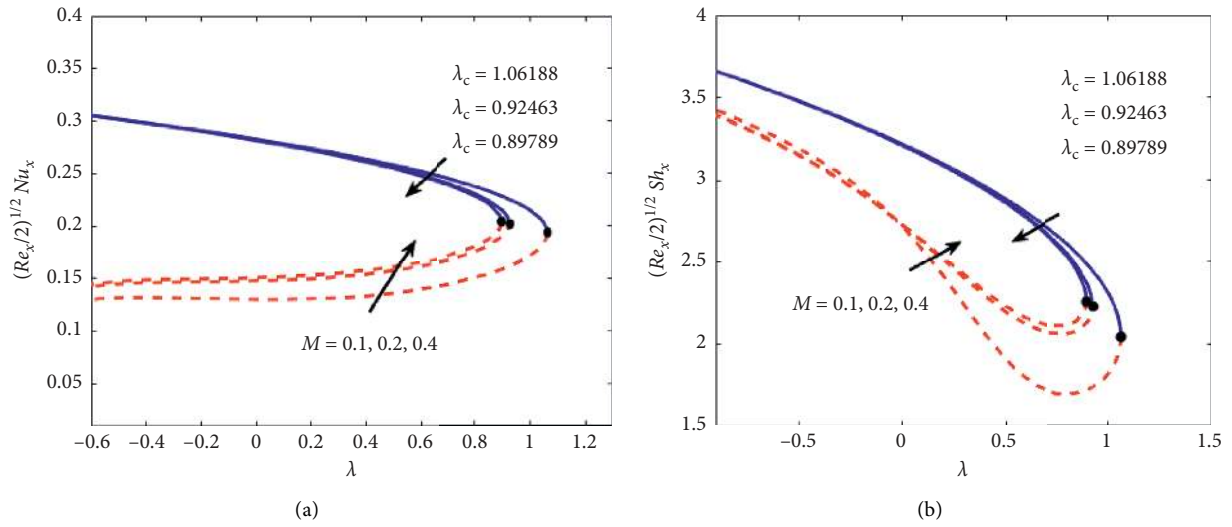 0.4
0.35
0.3
0.25
0.2
0.15
0.1
0.05
(Reₓ/2)^{1/2} Nuₓ
λ_c = 1.06188
λ_c = 0.92463
λ_c = 0.89789
M = 0.1, 0.2, 0.4
–0.6 –0.4 –0.2 0 0.2 0.4 0.6 0.8 1 1.2
λ
(a)
4
3.5
3
2.5
2
1.5
(Reₓ/2)^{1/2} Shₓ
λ_c = 1.06188
λ_c = 0.92463
λ_c = 0.89789
M = 0.1, 0.2, 0.4
–0.5 0 0.5 1 1.5
λ
(b)